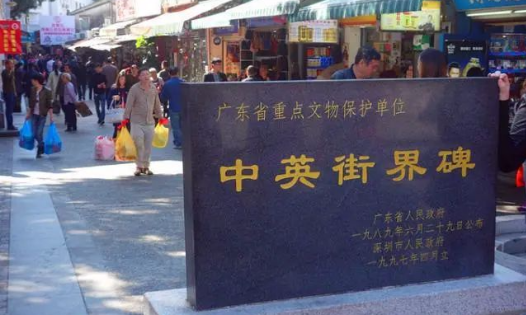 广东省重点文物保护单位
中英街界碑
广东省人民政府
一九八九年六月二十九日公布
深圳市人民政府
一九九七年四月立